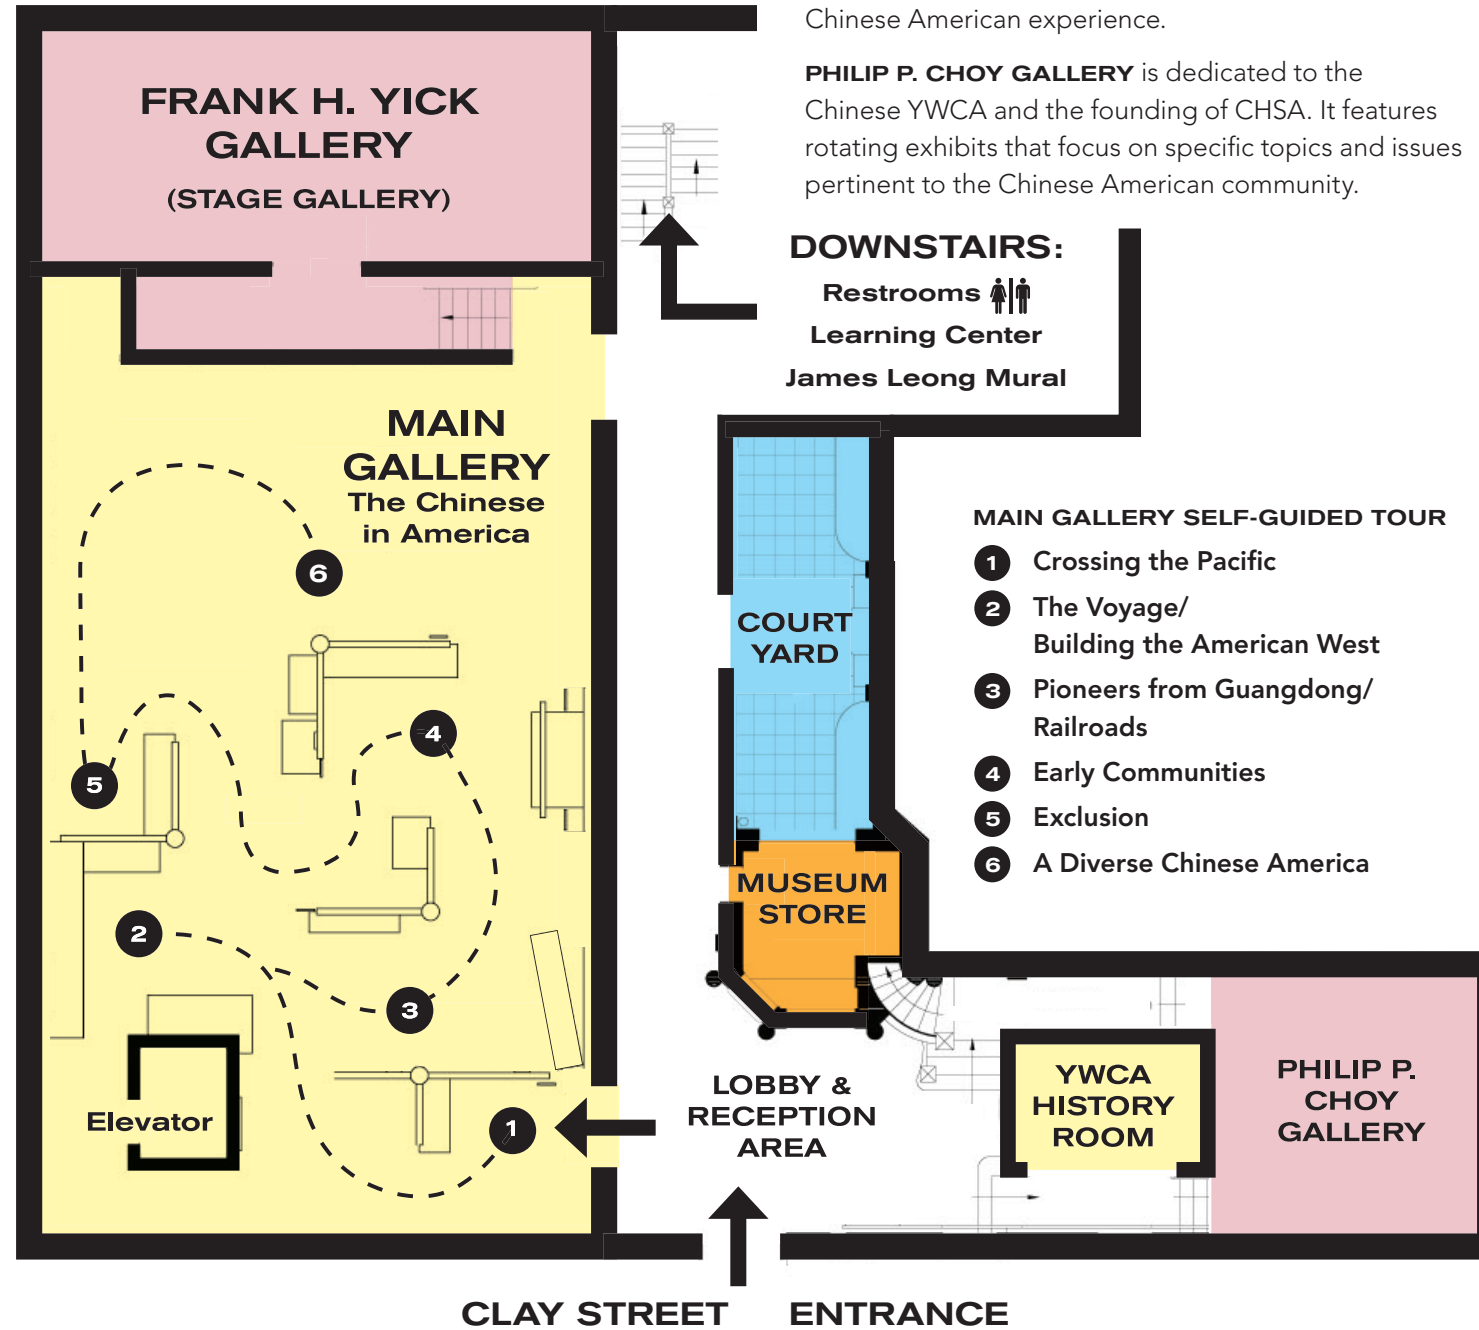 Chinese American experience.
PHILIP P. CHOY GALLERY is dedicated to the
Chinese YWCA and the founding of CHSA. It features
rotating exhibits that focus on specific topics and issues
pertinent to the Chinese American community.
FRANK H. YICK
GALLERY
(STAGE GALLERY)
DOWNSTAIRS:
Restrooms
Learning Center
James Leong Mural
MAIN
GALLERY
The Chinese
in America
6
4
5
2
3
1
Elevator
COURT
YARD
MUSEUM
STORE
MAIN GALLERY SELF-GUIDED TOUR
1 Crossing the Pacific
2 The Voyage/
Building the American West
3 Pioneers from Guangdong/
Railroads
4 Early Communities
5 Exclusion
6 A Diverse Chinese America
LOBBY &
RECEPTION
AREA
YWCA
HISTORY
ROOM
PHILIP P.
CHOY
GALLERY
CLAY STREET ENTRANCE